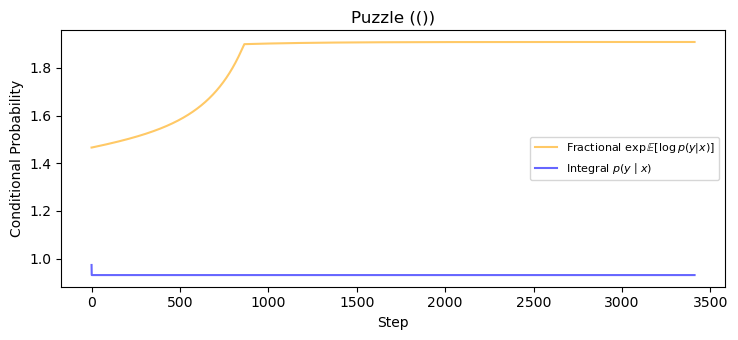 Puzzle (())
Conditional Probability
1.8
1.6
1.4
1.2
1.0
Fractional exp𝔼[log p(y|x)]
Integral p(y | x)
0 500 1000 1500 2000 2500 3000 3500
Step